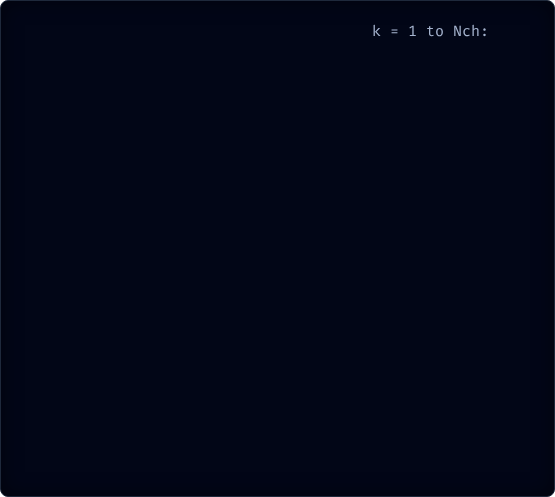 k = 1 to Nch: